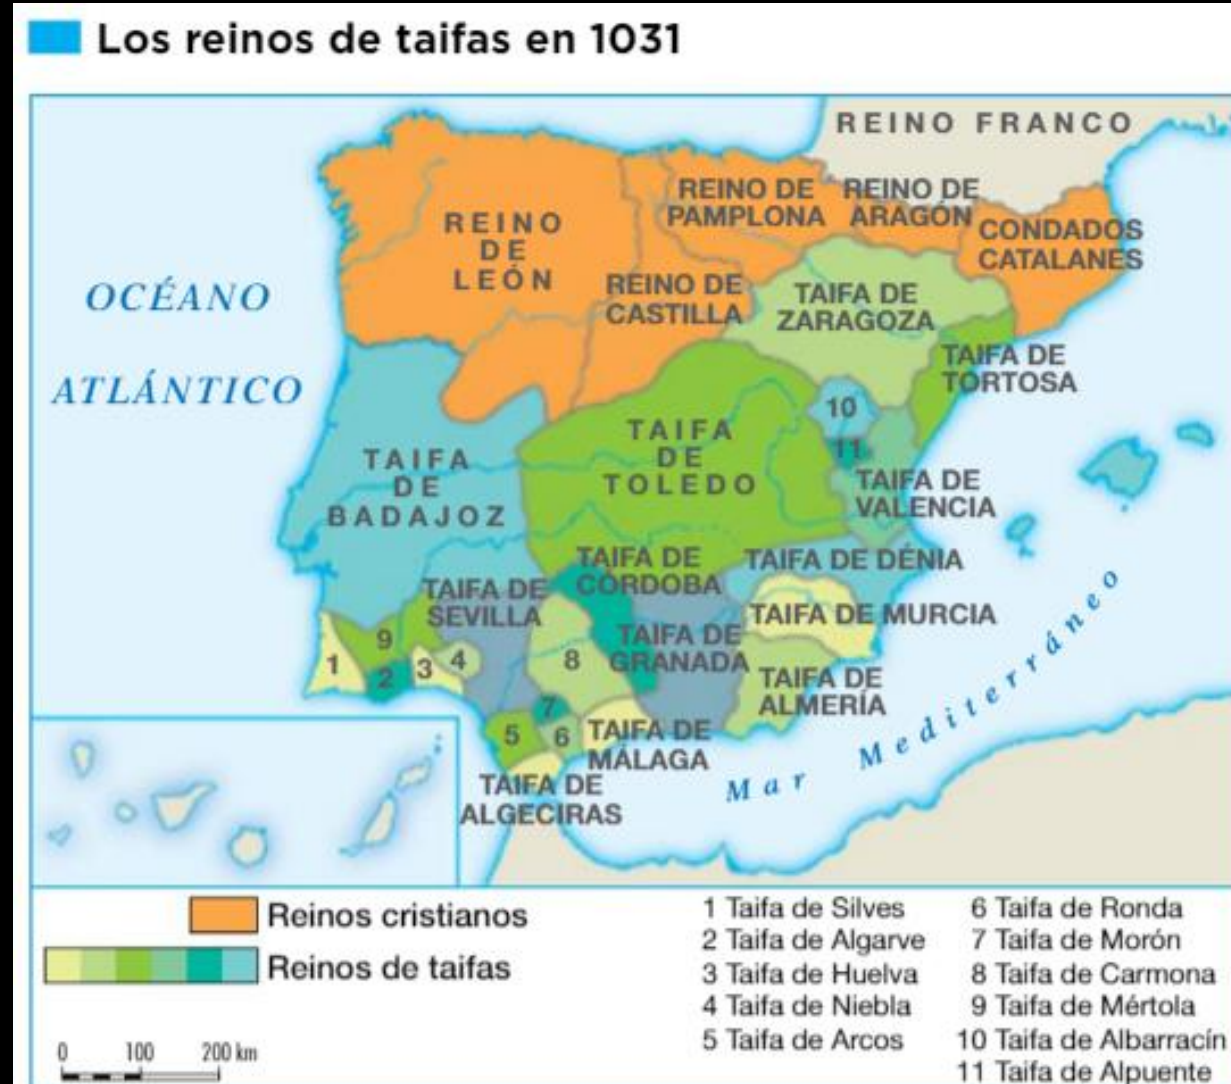 Los reinos de taifas en 1031
REINO FRANCO
REINO DE
PAMPLONA
REINO DE
ARAGÓN
CONDADOS
CATALANES
REINO
DE
LEÓN
REINO DE
CASTILLA
TAIFA DE
ZARAGOZA
OCÉANO
ATLÁNTICO
TAIFA DE
TORTOSA
10
11
TAIFA
DE
TOLEDO
TAIFA
DE
BADAJOZ
TAIFA DE
VALENCIA
TAIFA DE
CÓRDOBA
TAIFA DE DÉNIA
TAIFA DE
SEVILLA
TAIFA DE MURCIA
TAIFA DE
GRANADA
9
1
2
3
4
8
TAIFA DE
ALMERÍA
7
5
6
TAIFA DE
MÁLAGA
TAIFA DE
ALGECIRAS
Mar Mediterráneo
Reinos cristianos
Reinos de taifas
0 100 200 km
1 Taifa de Silves
2 Taifa de Algarve
3 Taifa de Huelva
4 Taifa de Niebla
5 Taifa de Arcos
6 Taifa de Ronda
7 Taifa de Morón
8 Taifa de Carmona
9 Taifa de Mértola
10 Taifa de Albarracín
11 Taifa de Alpuente